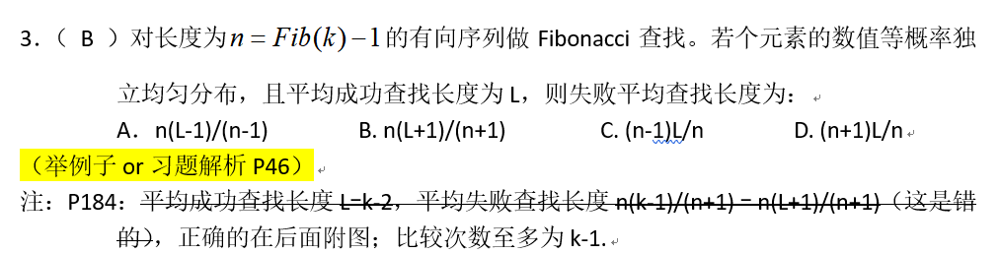 3.（ B ）对长度为n = Fib(k)−1的有向序列做 Fibonacci 查找。若个元素的数值等概率独
立均匀分布，且平均成功查找长度为 L，则失败平均查找长度为：
A. n(L-1)/(n-1) B. n(L+1)/(n+1) C. (n-1)L/n D. (n+1)L/n
（举例子 or 习题解析 P46）
注：P184：平均成功查找长度 L=k-2，平均失败查找长度 n(k-1)/(n+1) = n(L+1)/(n+1)（这是错
的），正确的在后面附图；比较次数至多为 k-1.